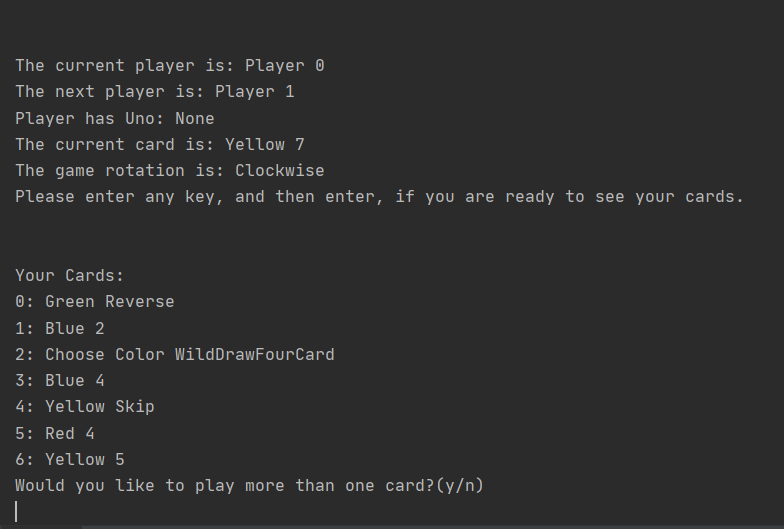 The current player is: Player 0
The next player is: Player 1
Player has Uno: None
The current card is: Yellow 7
The game rotation is: Clockwise
Please enter any key, and then enter, if you are ready to see your cards.
Your Cards:
0: Green Reverse
1: Blue 2
2: Choose Color WildDrawFourCard
3: Blue 4
4: Yellow Skip
5: Red 4
6: Yellow 5
Would you like to play more than one card?(y/n)